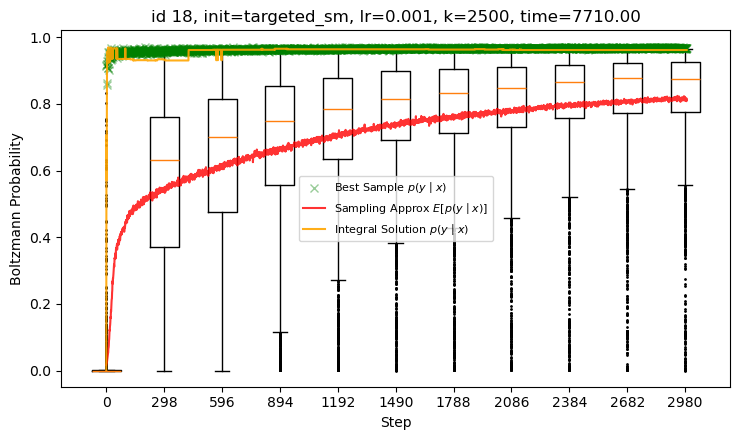 id 18, init=targeted_sm, lr=0.001, k=2500, time=7710.00
Boltzmann Probability
1.0
0.8
0.6
0.4
0.2
0.0
Best Sample p(y | x)
Sampling Approx E[p(y | x)]
Integral Solution p(y | x)
0 298 596 894 1192 1490 1788 2086 2384 2682 2980
Step